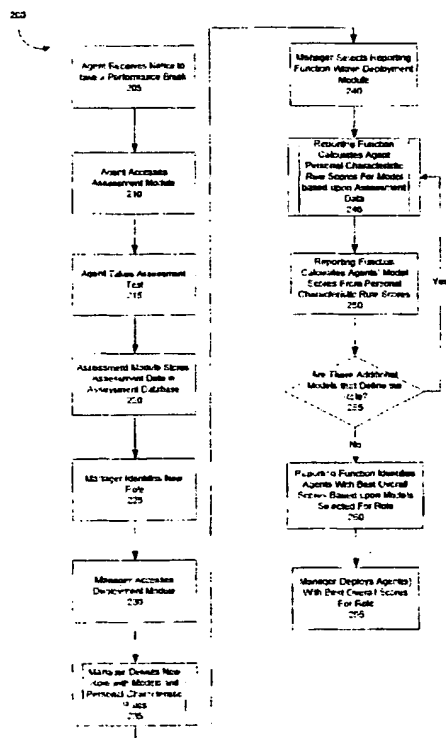 200
Agent Receives Notice to
take a Performance Break
205
Agent Accesses
Assessment Module
210
Agent Takes Assessment
Test
215
Assessment Module Stores
Assessment Data in
Assessment Database
220
Manager Identifies New
Role
225
Manager Accesses
Deployment Module
230
Manager Defines New
Role with Models and
Personal Characteristic
Rules
235
Manager Selects Reporting
Function Within Deployment
Module
240
Reporting Function
Calculates Agent
Personal Characteristic
Rule Scores For Model
based upon Assessment
Data
245
Reporting Function
Calculates Agents' Model
Scores From Personal
Characteristic Rule Scores
250
Are There Additional
Models that Define the
Role?
255
Yes
No
Reporting Function Identifies
Agents With Best Overall
Scores Based upon Models
Selected For Role
260
Manager Deploys Agent(s)
With Best Overall Scores
For Role
265